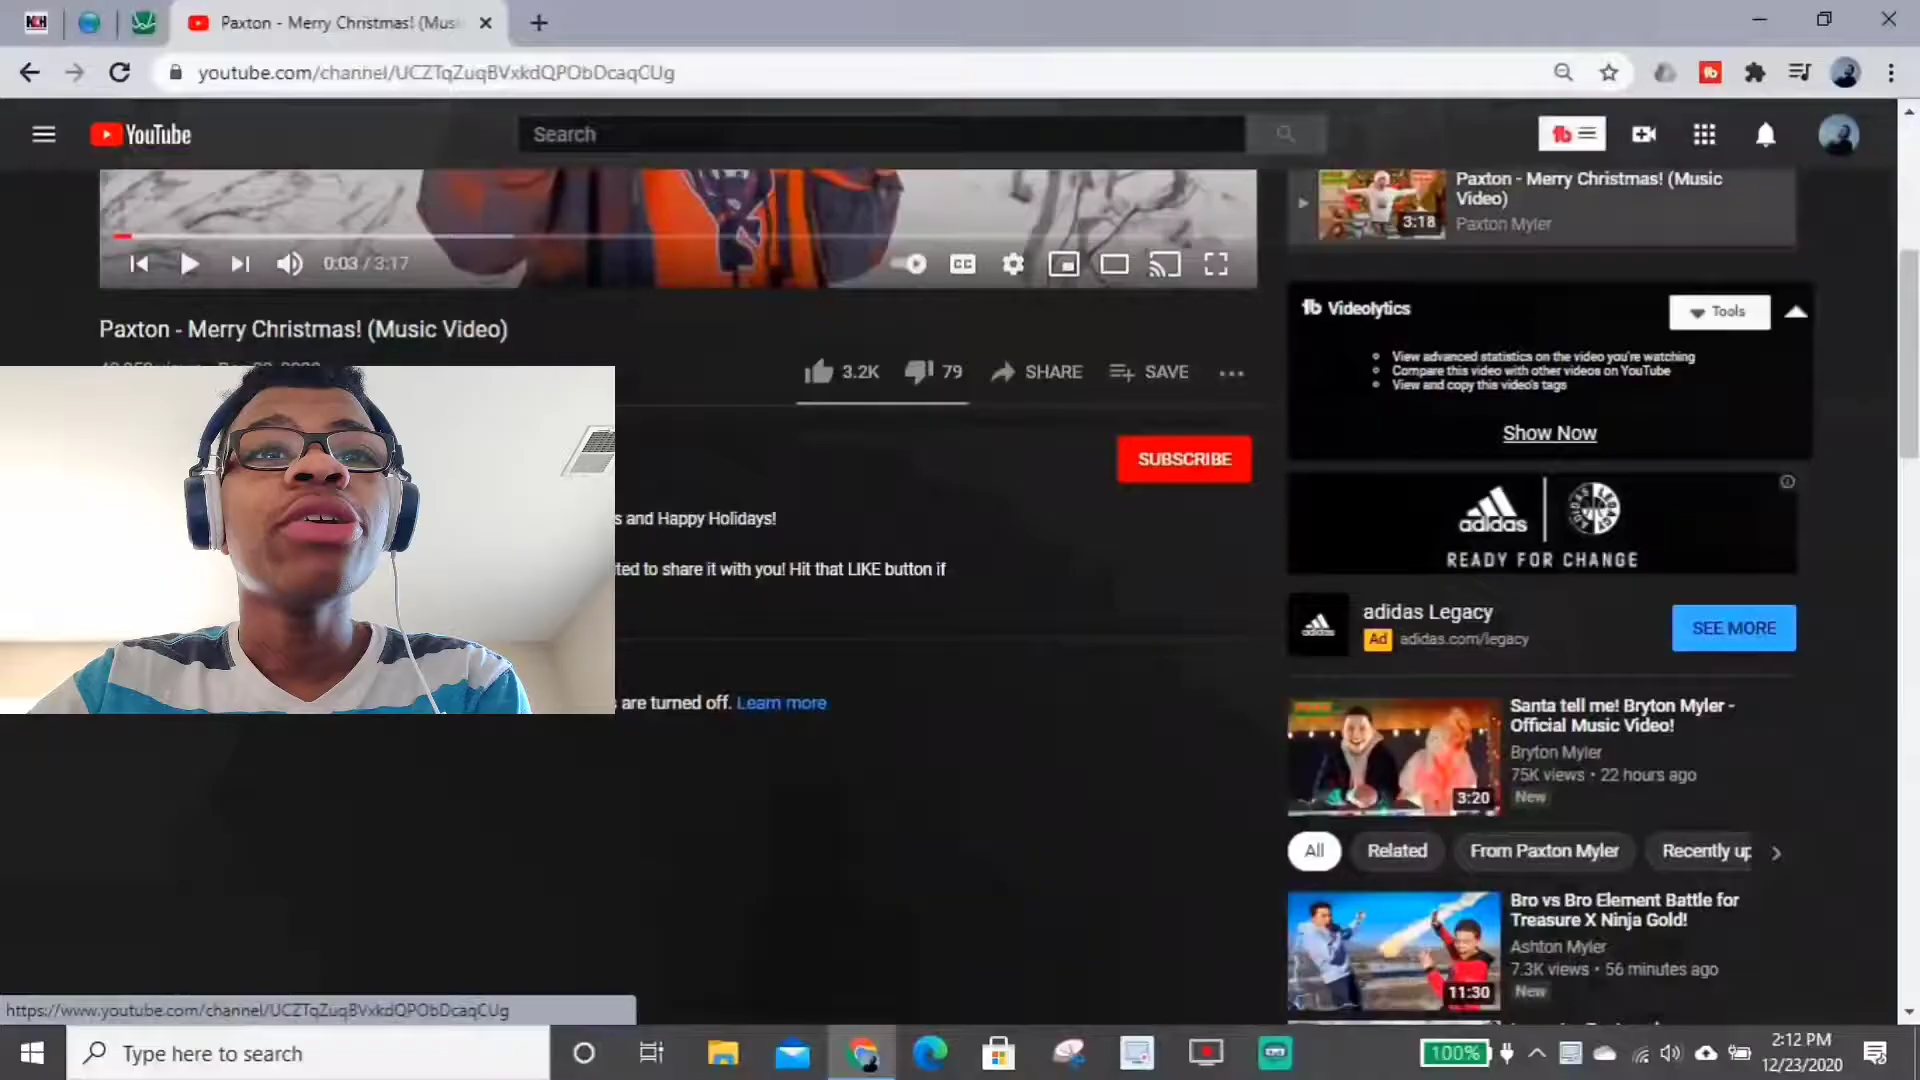 NCH
Paxton - Merry Christmas! (Mus
youtube.com/channel/UCZTqZuqBVxkdQPObDcaqCUg
YouTube
Search
0:03 / 3:17
CC
Paxton - Merry Christmas! (Music Video)
3:18
Paxton Myler
Paxton - Merry Christmas! (Music Video)
3.2K
79
SHARE
SAVE
SUBSCRIBE
s and Happy Holidays!
ted to share it with you! Hit that LIKE button if
are turned off. Learn more
Videolytics
Tools
View advanced statistics on the video you're watching
Compare this video with other videos on YouTube
View and copy this video's tags
Show Now
adidas
READY FOR CHANGE
adidas
adidas Legacy
Ad adidas.com/legacy
SEE MORE
Santa tell me! Bryton Myler -
Official Music Video!
Bryton Myler
75K views • 22 hours ago
New
3:20
All
Related
From Paxton Myler
Recently up
Bro vs Bro Element Battle for
Treasure X Ninja Gold!
Ashton Myler
7.3K views • 56 minutes ago
New
11:30
https://www.youtube.com/channel/UCZTqZuqBVxkdQPObDcaqCUg
Type here to search
100%
2:12 PM
12/23/2020